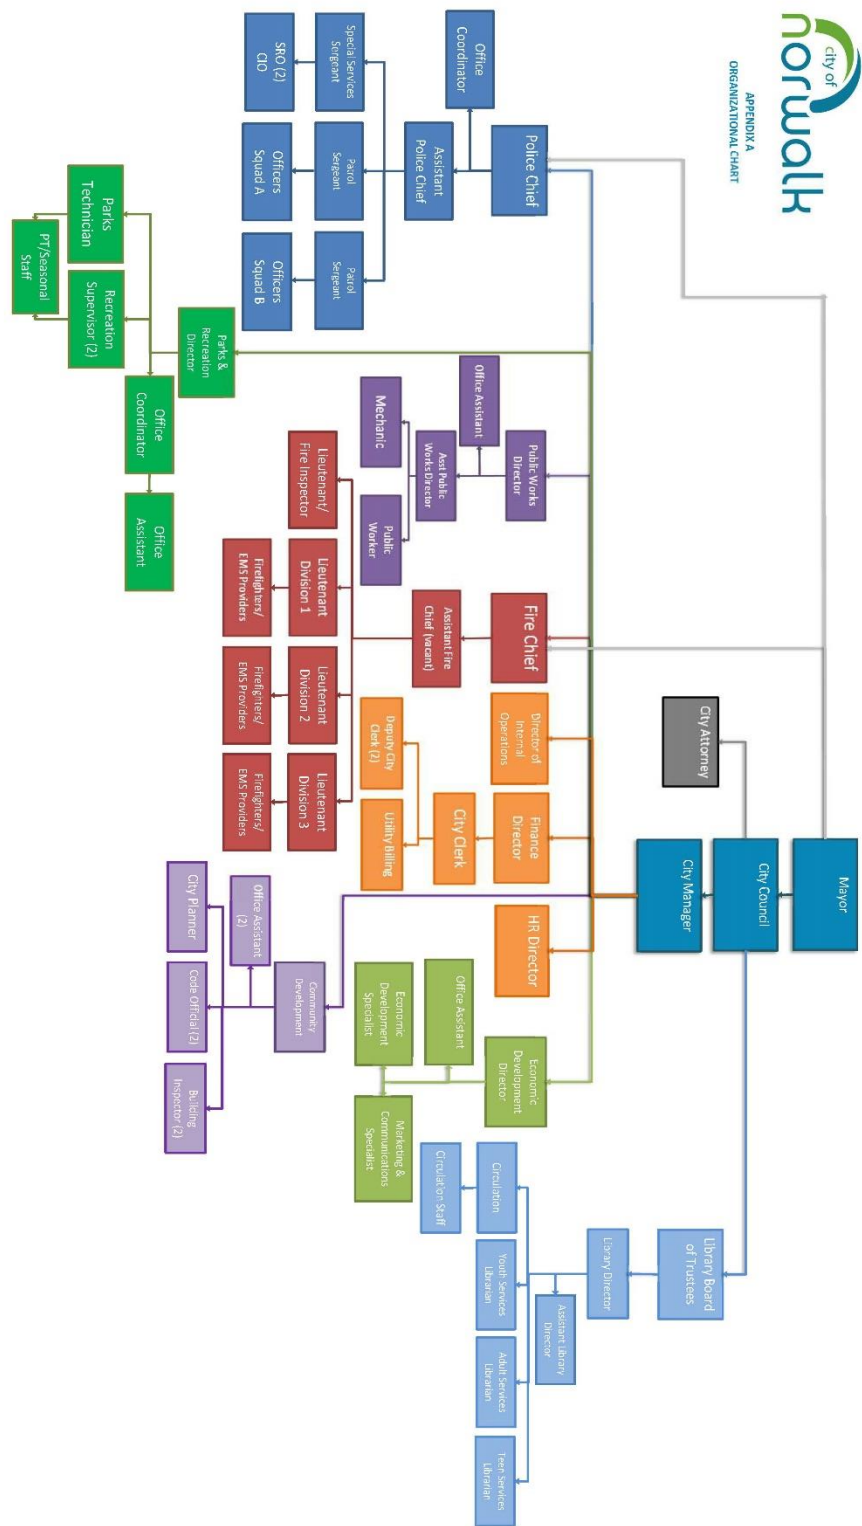 city of
norwalk
APPENDIX A
ORGANIZATIONAL CHART
Mayor
City Council
City Attorney
City Manager
Library Board
of Trustees
Library Director
Assistant Library
Director
Circulation
Circulation Staff
Youth Services
Librarian
Adult Services
Librarian
Teen Services
Librarian
Police Chief
Office
Coordinator
Assistant
Police Chief
Special Services
Sergeant
Patrol
Sergeant
Patrol
Sergeant
SRO (2)
CIO
Officers
Squad A
Officers
Squad B
Public Works
Director
Office Assistant
Asst Public
Works Director
Mechanic
Public
Worker
Fire Chief
Assistant Fire
Chief (vacant)
Lieutenant/
Fire Inspector
Lieutenant
Division 1
Lieutenant
Division 2
Lieutenant
Division 3
Firefighters/
EMS Providers
Firefighters/
EMS Providers
Firefighters/
EMS Providers
Director of
Internal
Operations
Finance
Director
HR Director
City Clerk
Deputy City
Clerk (2)
Utility Billing
Economic
Development
Director
Office Assistant
Economic
Development
Specialist
Marketing &
Communications
Specialist
Community
Development
Office Assistant
(2)
City Planner
Code Official (2)
Building
Inspector (2)
Parks &
Recreation
Director
Office
Coordinator
Office
Assistant
Parks
Technician
Recreation
Supervisor (2)
PT/Seasonal
Staff